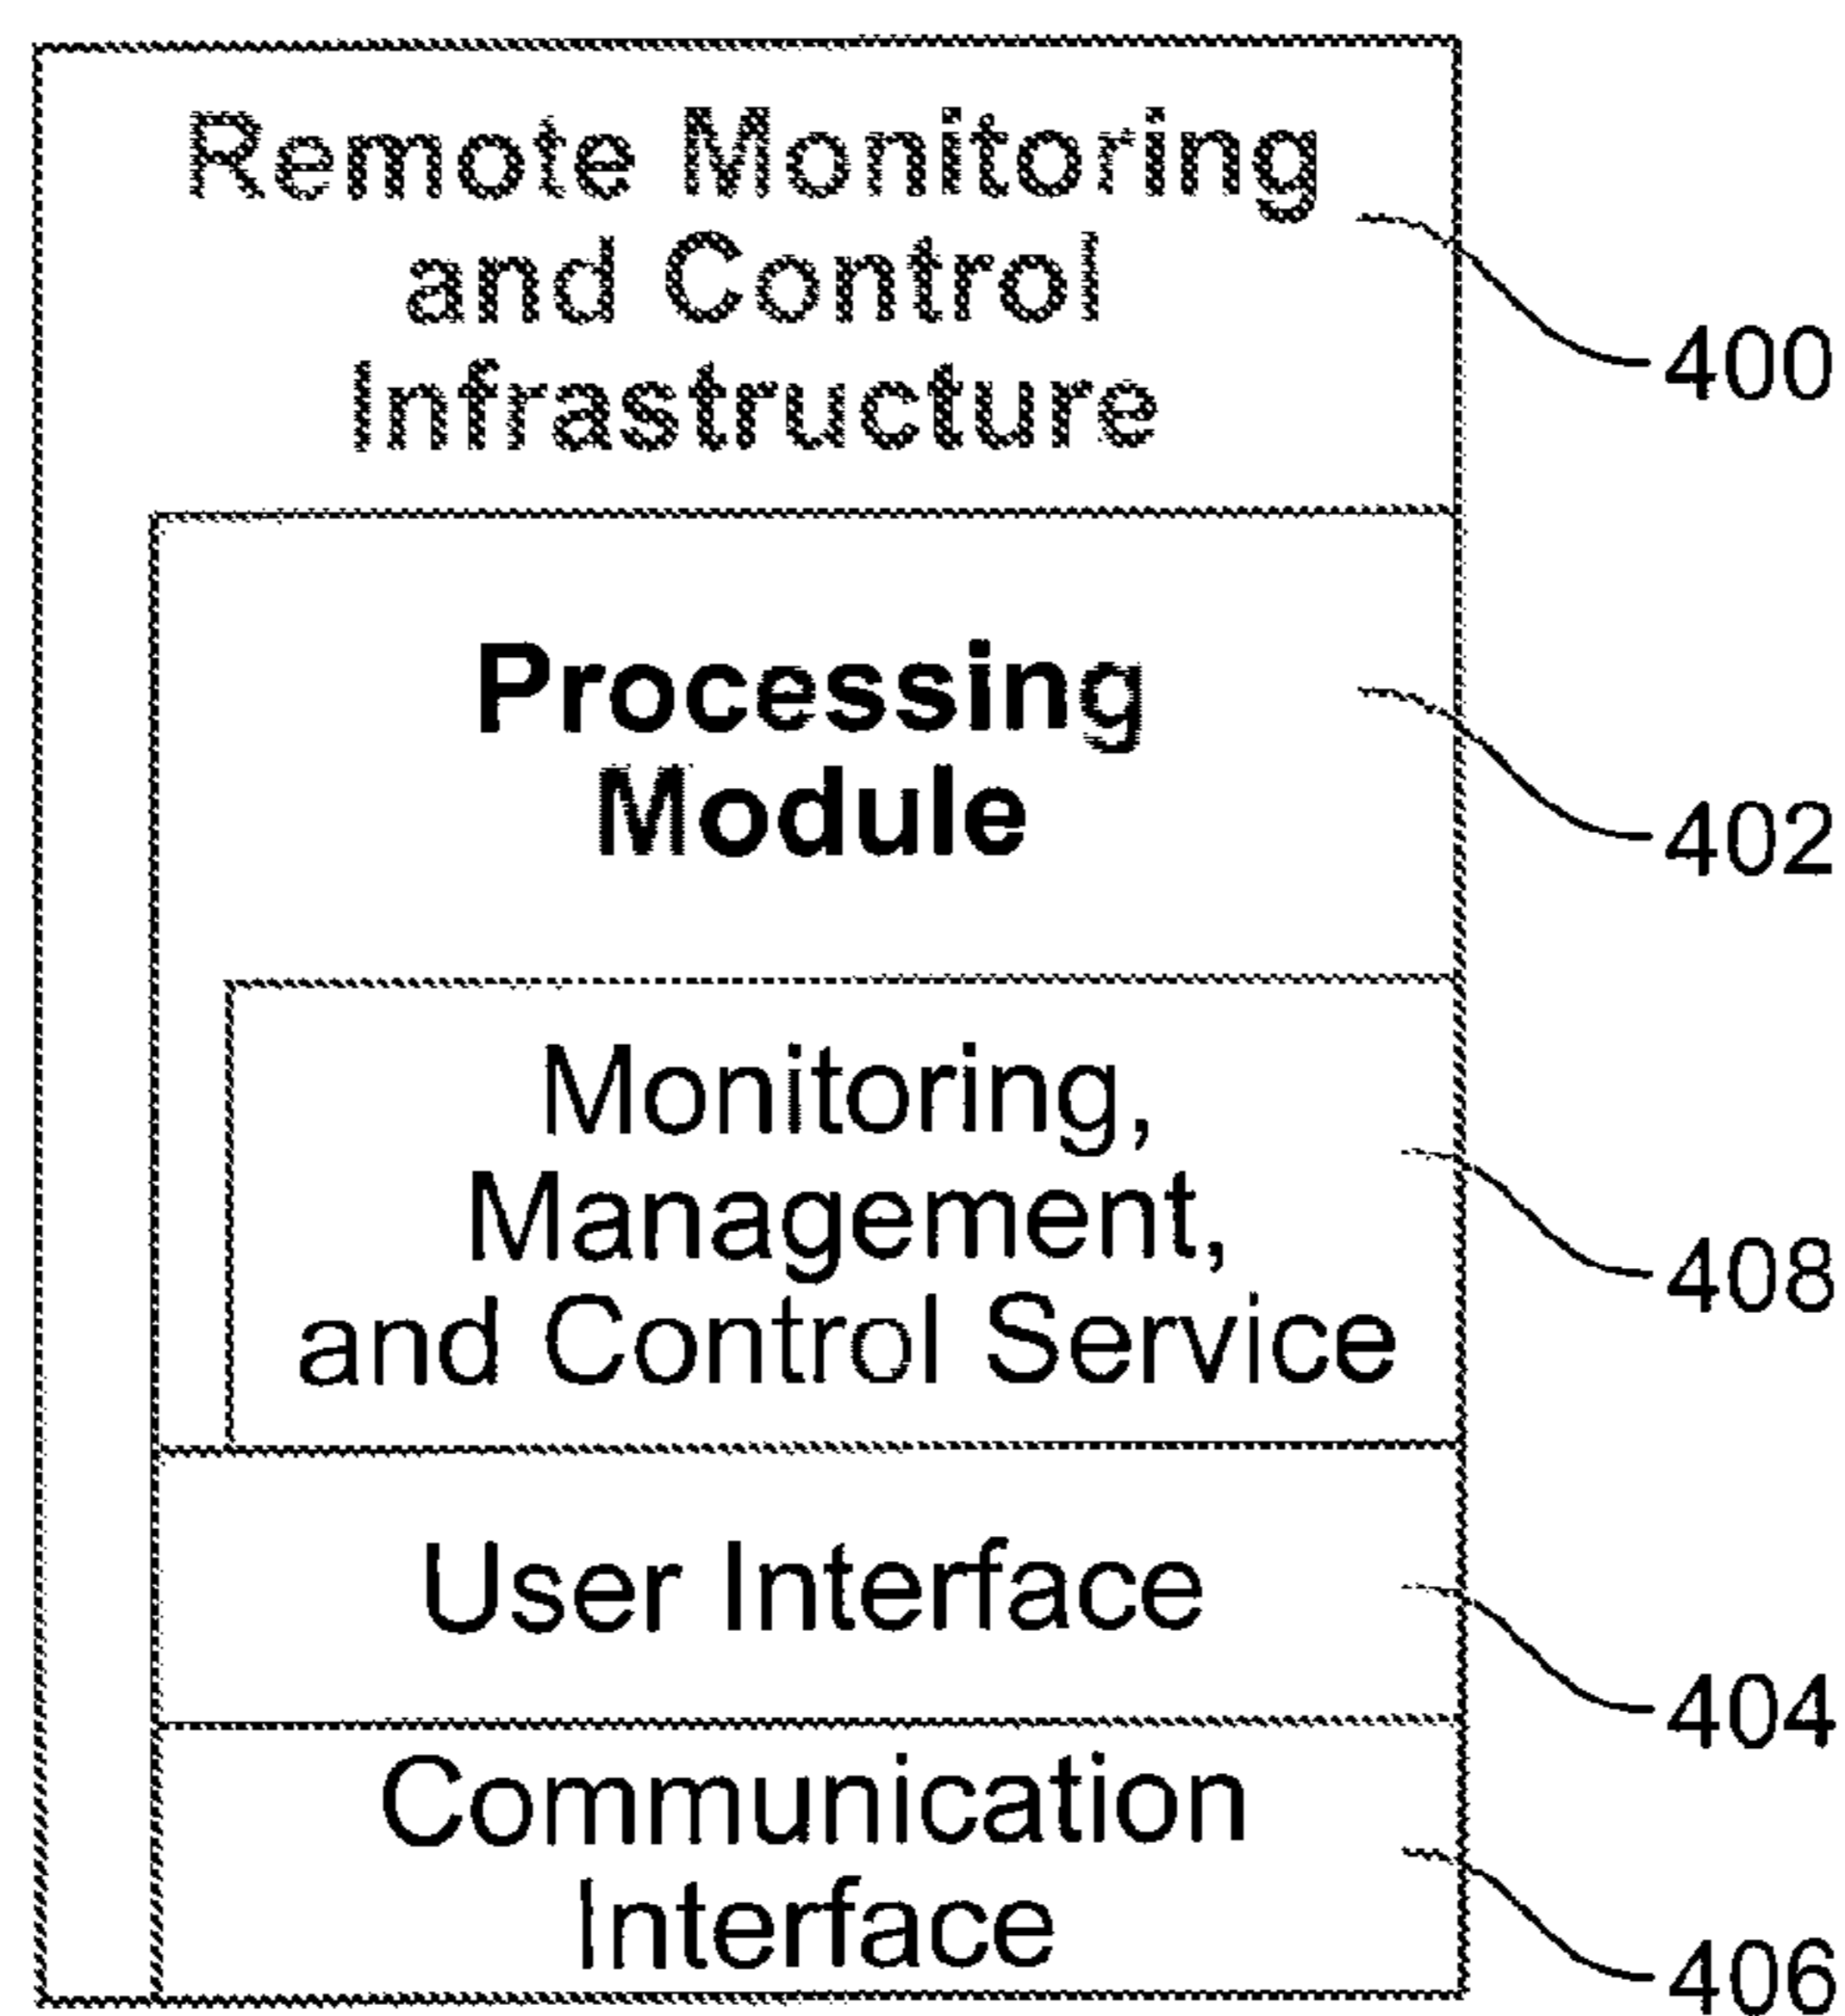 Remote Monitoring
and Control
Infrastructure
400
Processing
Module
402
Monitoring,
Management,
and Control Service
408
User Interface
404
Communication
Interface
406